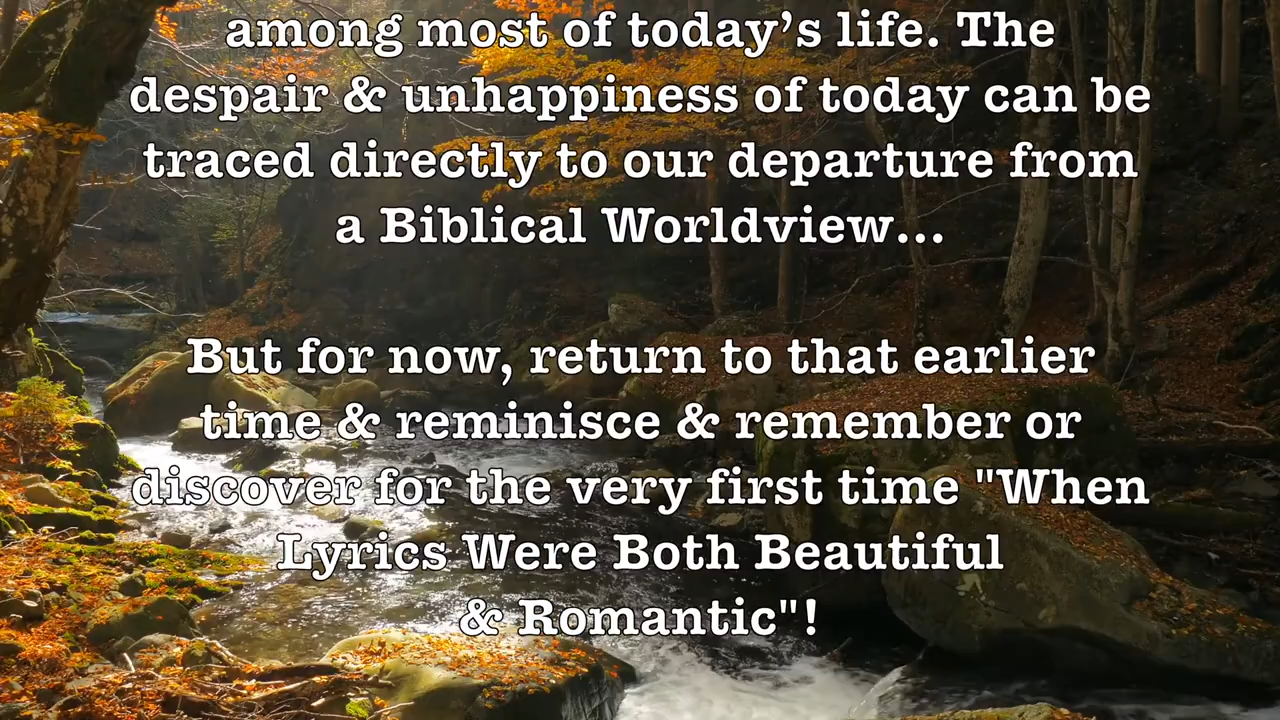 among most of today’s life. The
despair & unhappiness of today can be
traced directly to our departure from
a Biblical Worldview...
But for now, return to that earlier
time & reminisce & remember or
discover for the very first time "When
Lyrics Were Both Beautiful
& Romantic"!